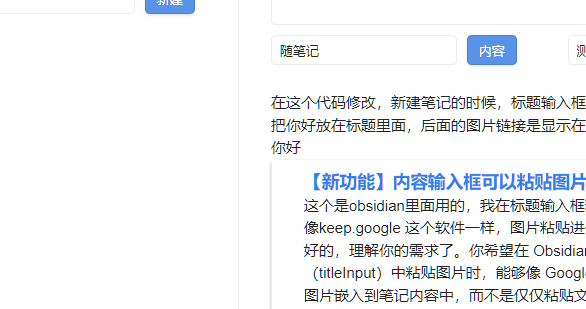 新建
随笔记 内容 测
在这个代码修改，新建笔记的时候，标题输入框
把你好放在标题里面，后面的图片链接是显示在
你好
【新功能】内容输入框可以粘贴图片
这个是obsidian里面用的，我在标题输入框
像keep.google 这个软件一样，图片粘贴进
好的，理解你的需求了。你希望在 Obsidian
（titleInput）中粘贴图片时，能够像 Google
图片嵌入到笔记内容中，而不是仅仅粘贴文